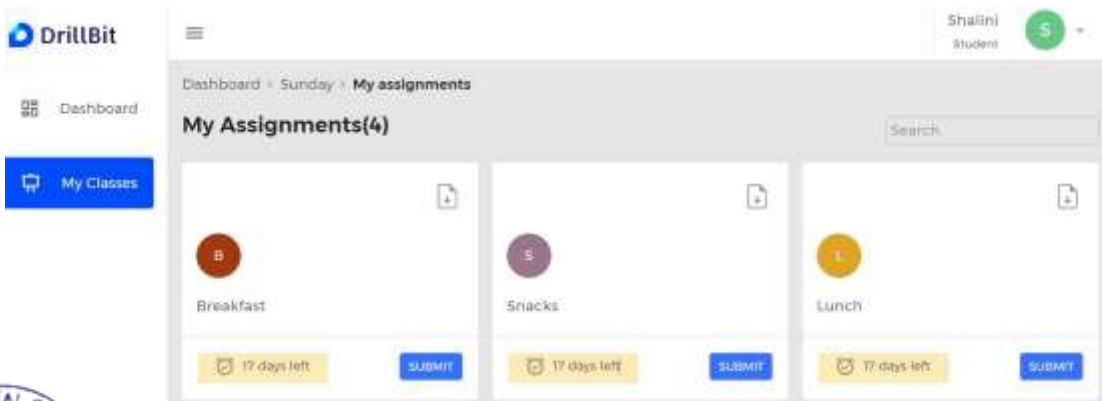 DrillBit
Shalini
Student
S
Dashboard > Sunday > My assignments
Dashboard
My Assignments(4)
Search
My Classes
B
S
L
Breakfast
Snacks
Lunch
17 days left
SUBMIT
17 days left
SUBMIT
17 days left
SUBMIT